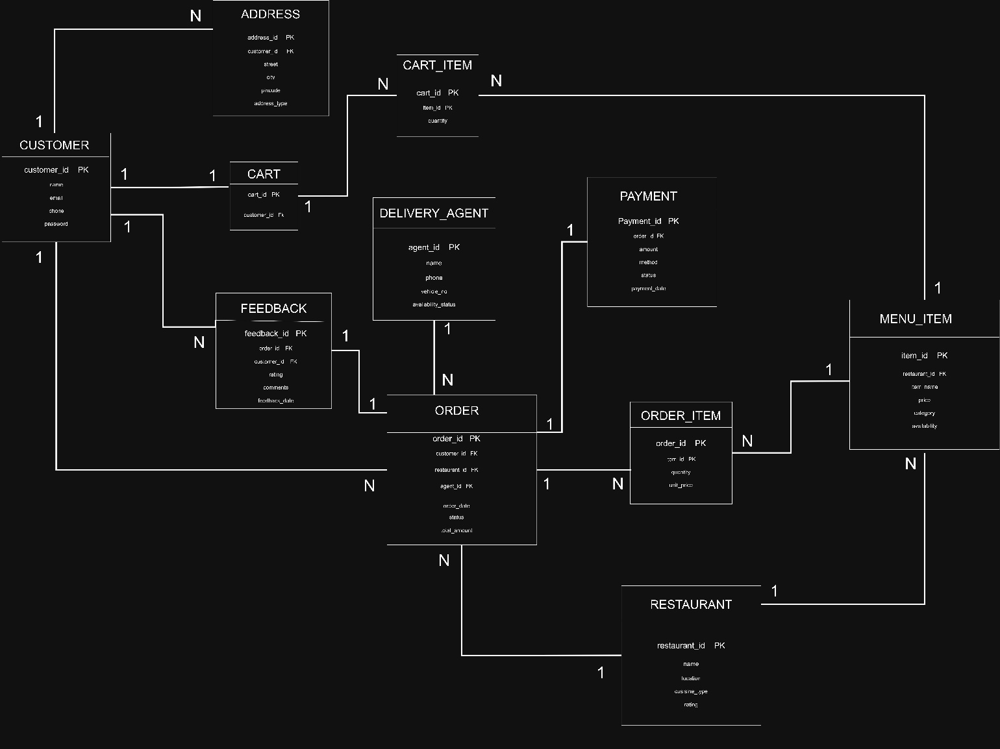 N
ADDRESS
address_id PK
customer_id FK
street
city
pincode
address_type
1
CUSTOMER
customer_id PK
name
email
phone
password
1
1
1
1
CART
cart_id PK
customer_id Fk
1
N
CART_ITEM
cart_id PK
item_id PK
quantity
N
DELIVERY_AGENT
agent_id PK
name
phone
vehicle_no
availability_status
1
N
PAYMENT
Payment_id PK
order_id FK
amount
method
status
payment_date
1
1
MENU_ITEM
item_id PK
restaurant_id FK
item_name
price
category
availability
1
N
FEEDBACK
feedback_id PK
order_id FK
customer_id FK
rating
comments
feedback_date
N
1
1
ORDER
order_id PK
customer_id FK
restaurant_id FK
agent_id FK
order_date
status
total_amount
1
N
1
N
ORDER_ITEM
order_id PK
item_id PK
quantity
unit_price
N
N
RESTAURANT
restaurant_id PK
name
location
cusisine_type
rating
1
1